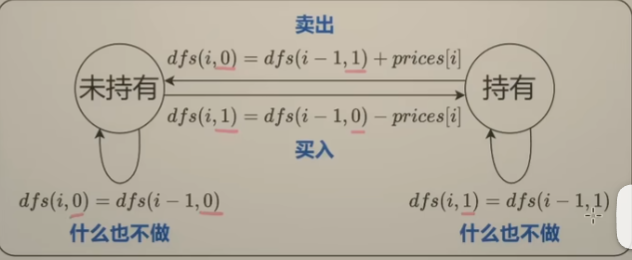 卖出
dfs(i,0) = dfs(i−1,1) + prices[i]
未持有
持有
dfs(i,1) = dfs(i−1,0) − prices[i]
买入
dfs(i,0) = dfs(i−1,0)
dfs(i,1) = dfs(i−1,1)
什么也不做
什么也不做